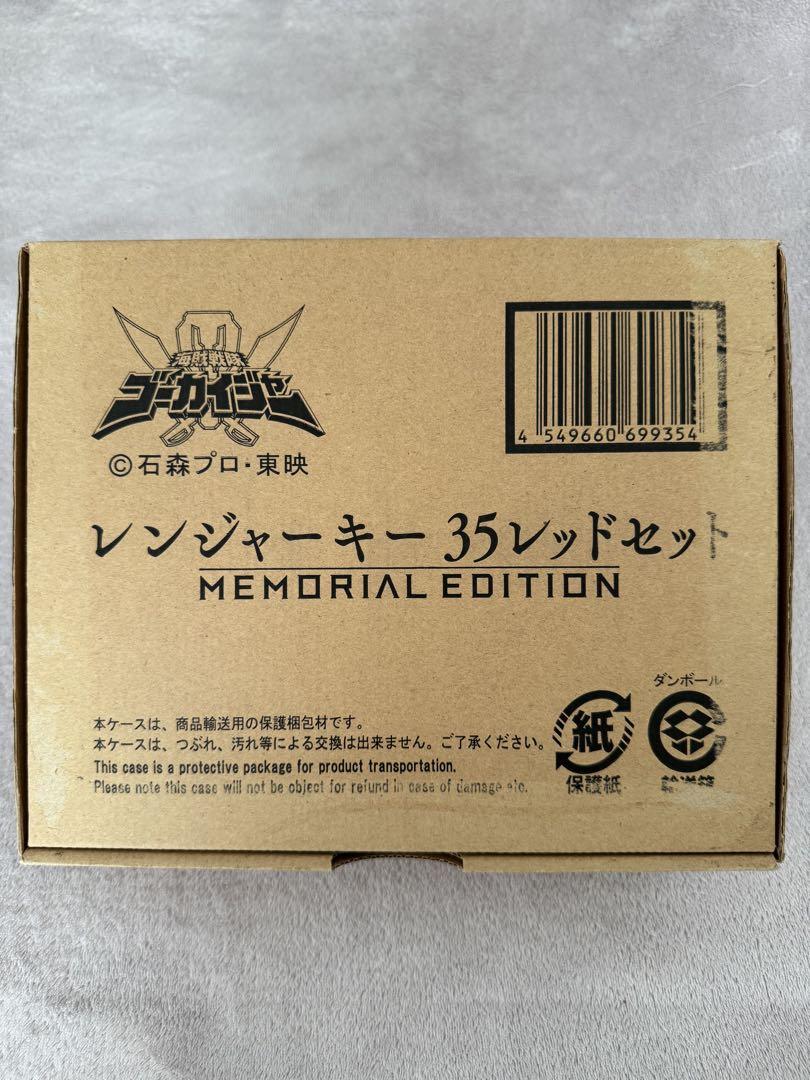 海賊戦隊
ゴーカイジャー
©石森プロ・東映
4 549660 699354
レンジャーキー 35レッドセット
MEMORIAL EDITION
ダンボール
本ケースは、商品輸送用の保護梱包材です。
本ケースは、つぶれ、汚れ等による交換は出来ません。ご了承ください。
This case is a protective package for product transportation.
Please note this case will not be object for refund in case of damage etc.
紙
保護紙
輸送箱